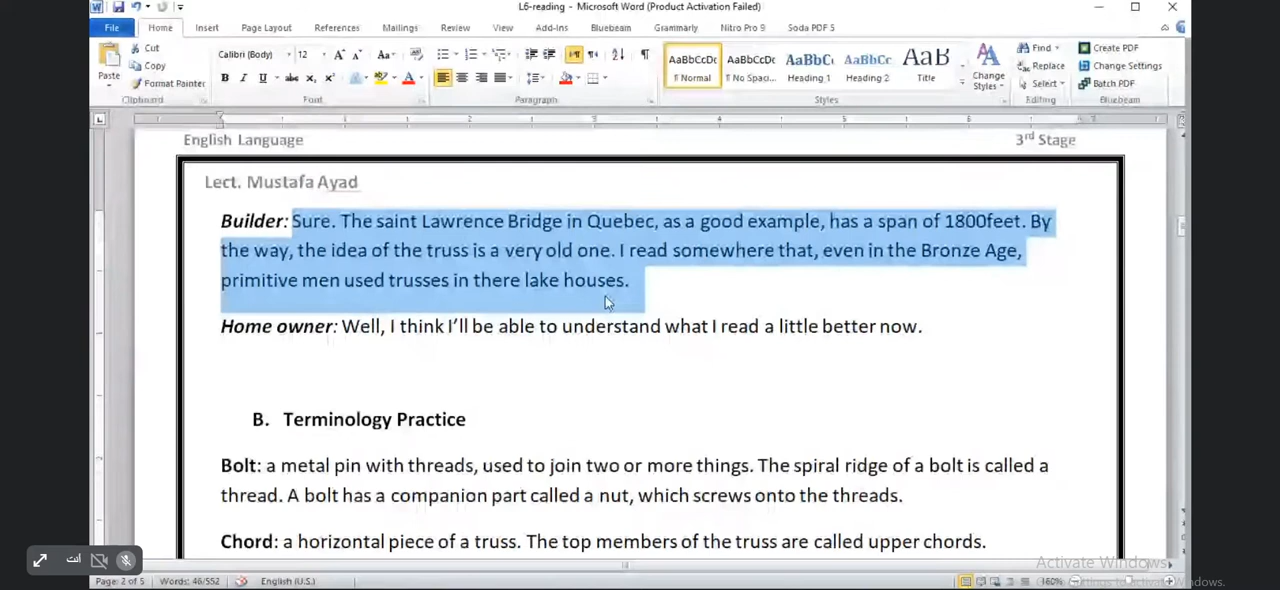 L6-reading - Microsoft Word (Product Activation Failed)
File Home Insert Page Layout References Mailings Review View Add-Ins Bluebeam Grammarly Nitro Pro 9 Soda PDF 5
Paste Cut Copy Format Painter Clipboard
Calibri (Body) 12 Font
Paragraph
AaBbCcDc AaBbCcDc AaBbCc AaBbCc AaB
¶ Normal ¶ No Spaci... Heading 1 Heading 2 Title Change Styles Styles
Find Replace Select Editing
Create PDF Change Settings Batch PDF Bluebeam
English Language 3rd Stage
Lect. Mustafa Ayad
Builder: Sure. The saint Lawrence Bridge in Quebec, as a good example, has a span of 1800feet. By
the way, the idea of the truss is a very old one. I read somewhere that, even in the Bronze Age,
primitive men used trusses in there lake houses.
Home owner: Well, I think I’ll be able to understand what I read a little better now.
B. Terminology Practice
Bolt: a metal pin with threads, used to join two or more things. The spiral ridge of a bolt is called a
thread. A bolt has a companion part called a nut, which screws onto the threads.
Chord: a horizontal piece of a truss. The top members of the truss are called upper chords.
انت
Activate Windows
Page: 2 of 5 Words: 46/552 English (U.S.) 160%